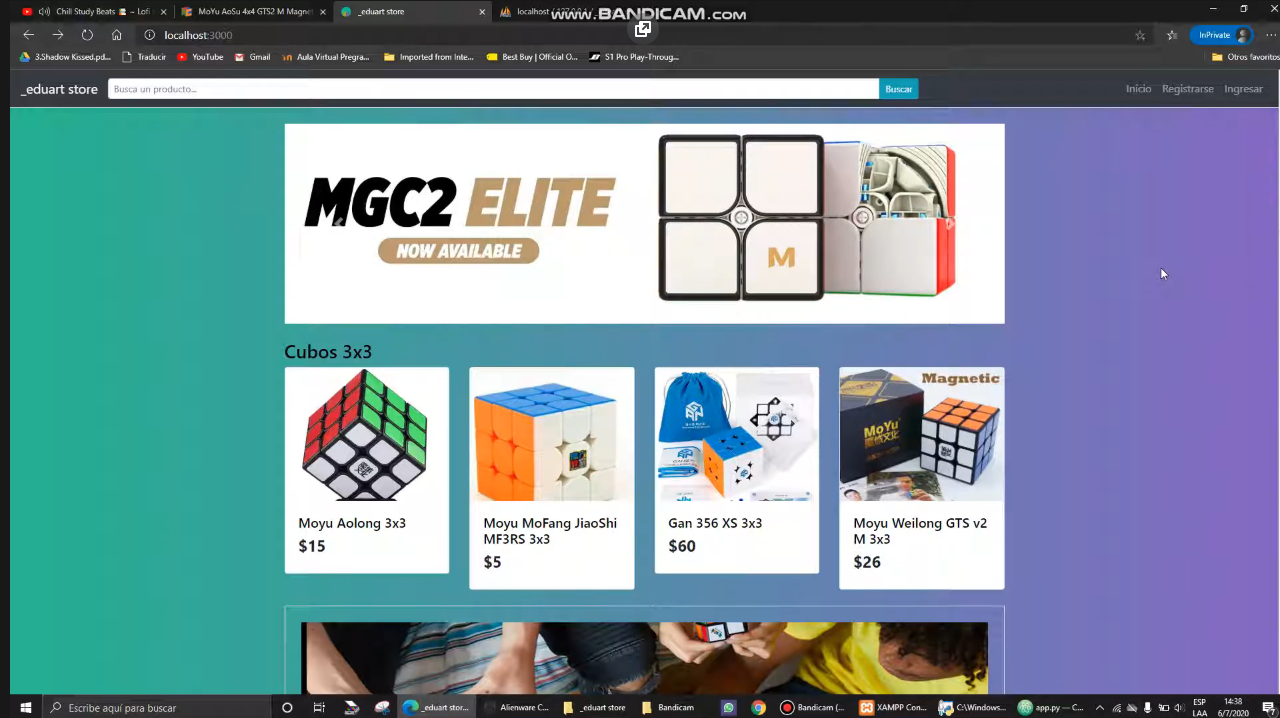 Chill Study Beats 📚 ~ Lofi
MoYu AoSu 4x4 GTS2 M Magnet
_eduart store
localhost / 127.0.0.1
www.BANDICAM.com
localhost:3000
InPrivate
3.Shadow Kissed.pd...
Traducir
YouTube
Gmail
Aula Virtual Pregra...
Imported from Inte...
Best Buy | Official O...
S1 Pro Play-Throug...
Otros favoritos
_eduart store
Busca un producto...
Buscar
Inicio
Registrarse
Ingresar
MGC2 ELITE
NOW AVAILABLE
M
Cubos 3x3
Magnetic
MoYu
Moyu Aolong 3x3
$15
Moyu MoFang JiaoShi
MF3RS 3x3
$5
Gan 356 XS 3x3
$60
Moyu Weilong GTS v2
M 3x3
$26
Escribe aquí para buscar
_eduart stor...
Alienware C...
_eduart store
Bandicam
Bandicam (...
XAMPP Con...
C:\Windows...
app.py — C...
ESP
LAA
14:38
6/7/2020